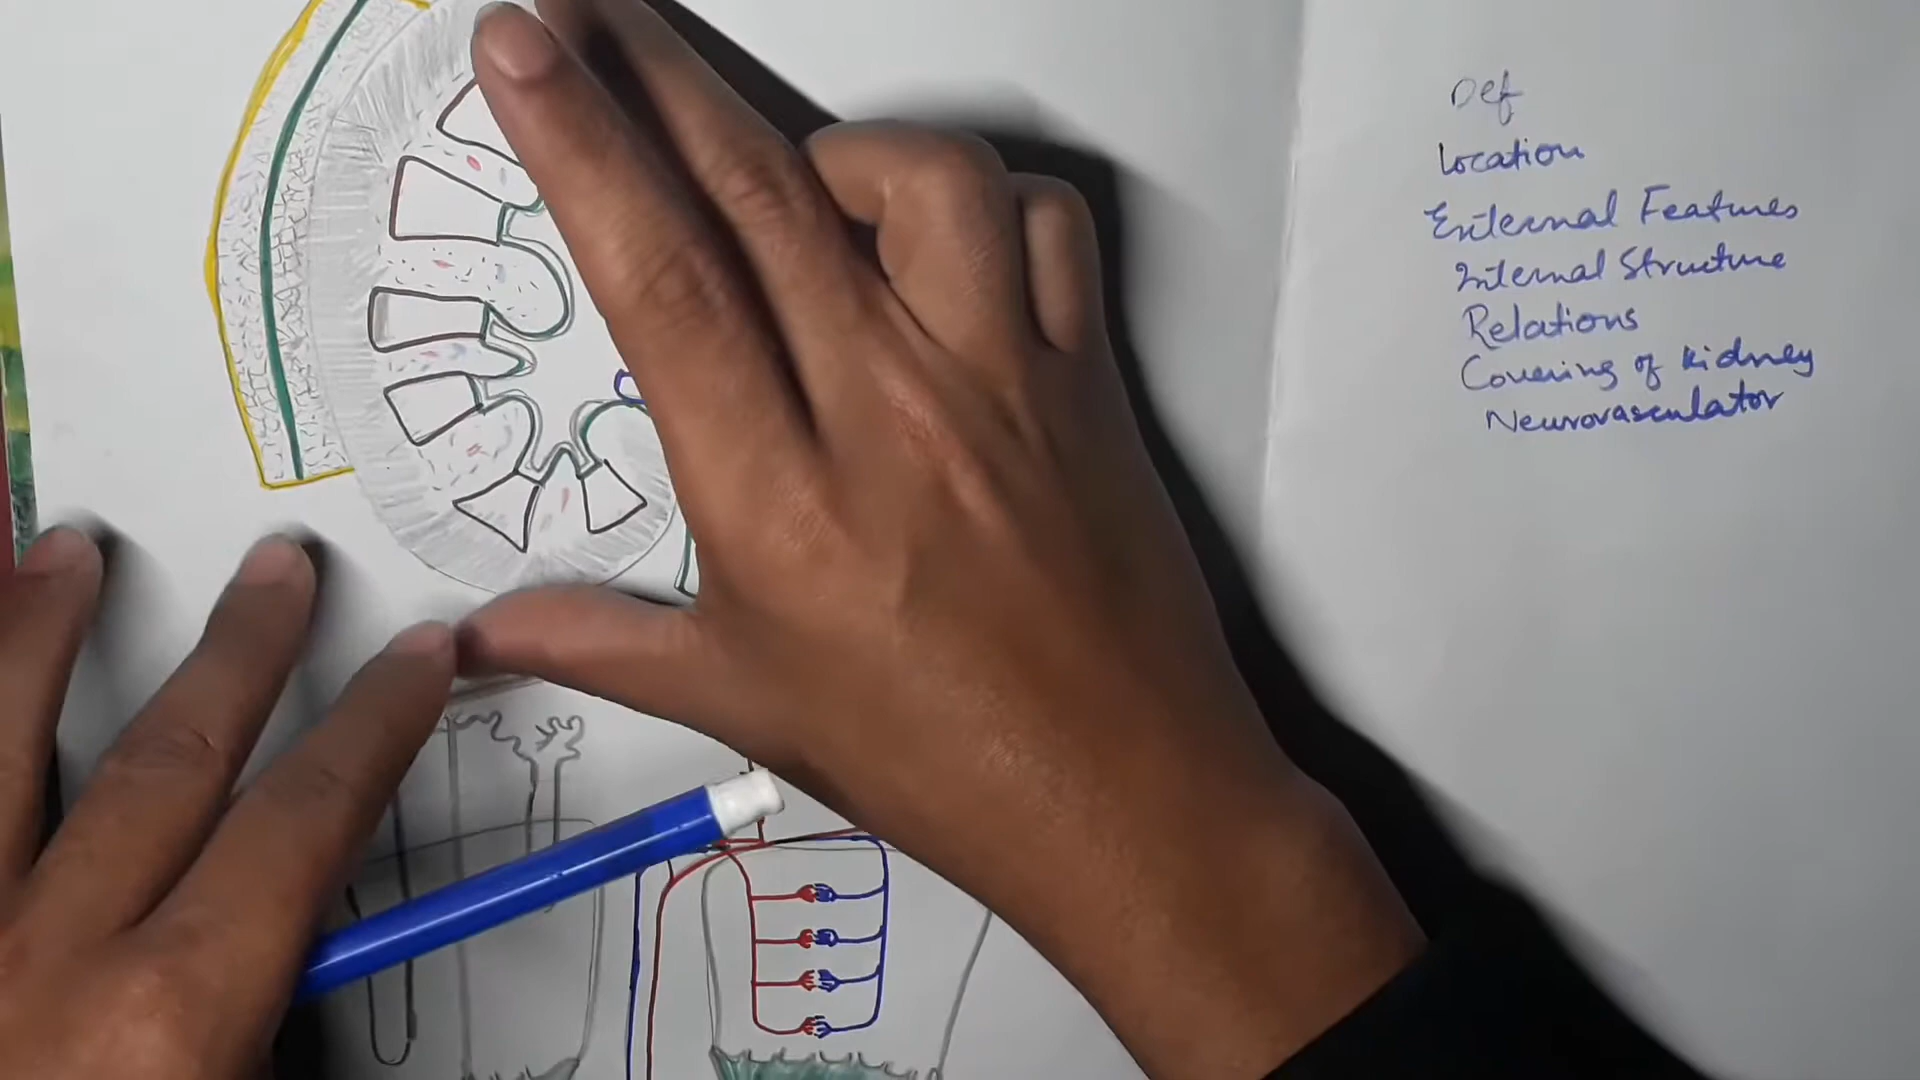 Def
Location
External Features
Internal Structure
Relations
Covering of kidney
Neurovasculator